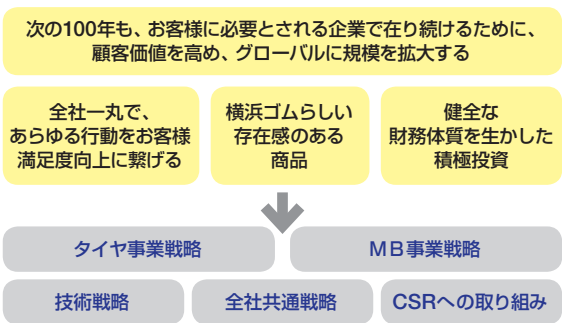 次の100年も、お客様に必要とされる企業で在り続けるために、
顧客価値を高め、グローバルに規模を拡大する
全社一丸で、
あらゆる行動をお客様
満足度向上に繋げる
横浜ゴムらしい
存在感のある
商品
健全な
財務体質を生かした
積極投資
タイヤ事業戦略
ＭＢ事業戦略
技術戦略
全社共通戦略
CSRへの取り組み